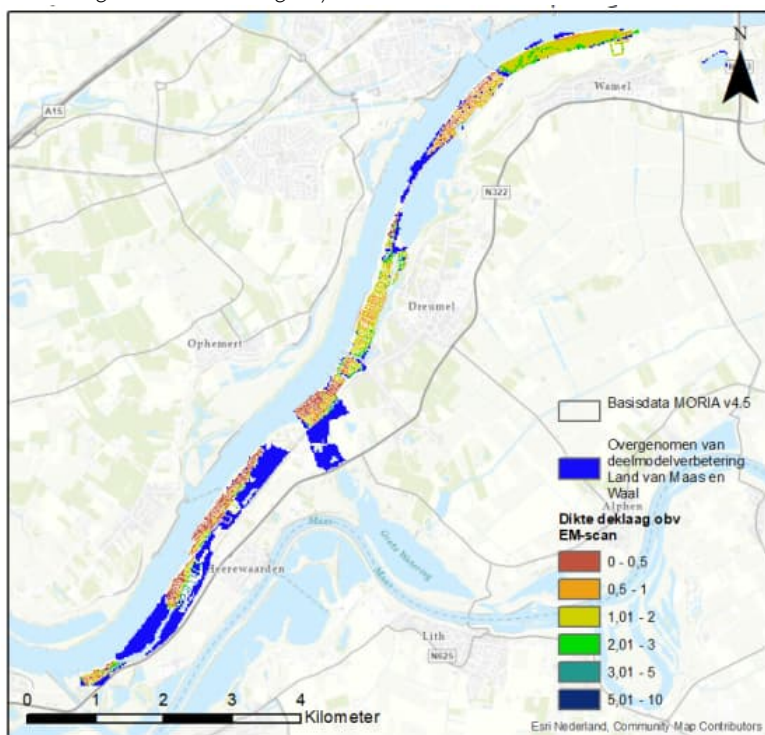 N
Wamel
A15
N322
Dreumel
Ophemert
Basisdata MORIA v4.5
Overgenomen van
deelmodelverbetering
Land van Maas en
Waal
Alphen
Dikte deklaag obv
EM-scan
0 - 0,5
0,5 - 1
1,01 - 2
2,01 - 3
3,01 - 5
5,01 - 10
Maas
Maas
Heerewaarden
Lith
N625
0 1 2 3 4
Kilometer
Esri Nederland, Community Map Contributors